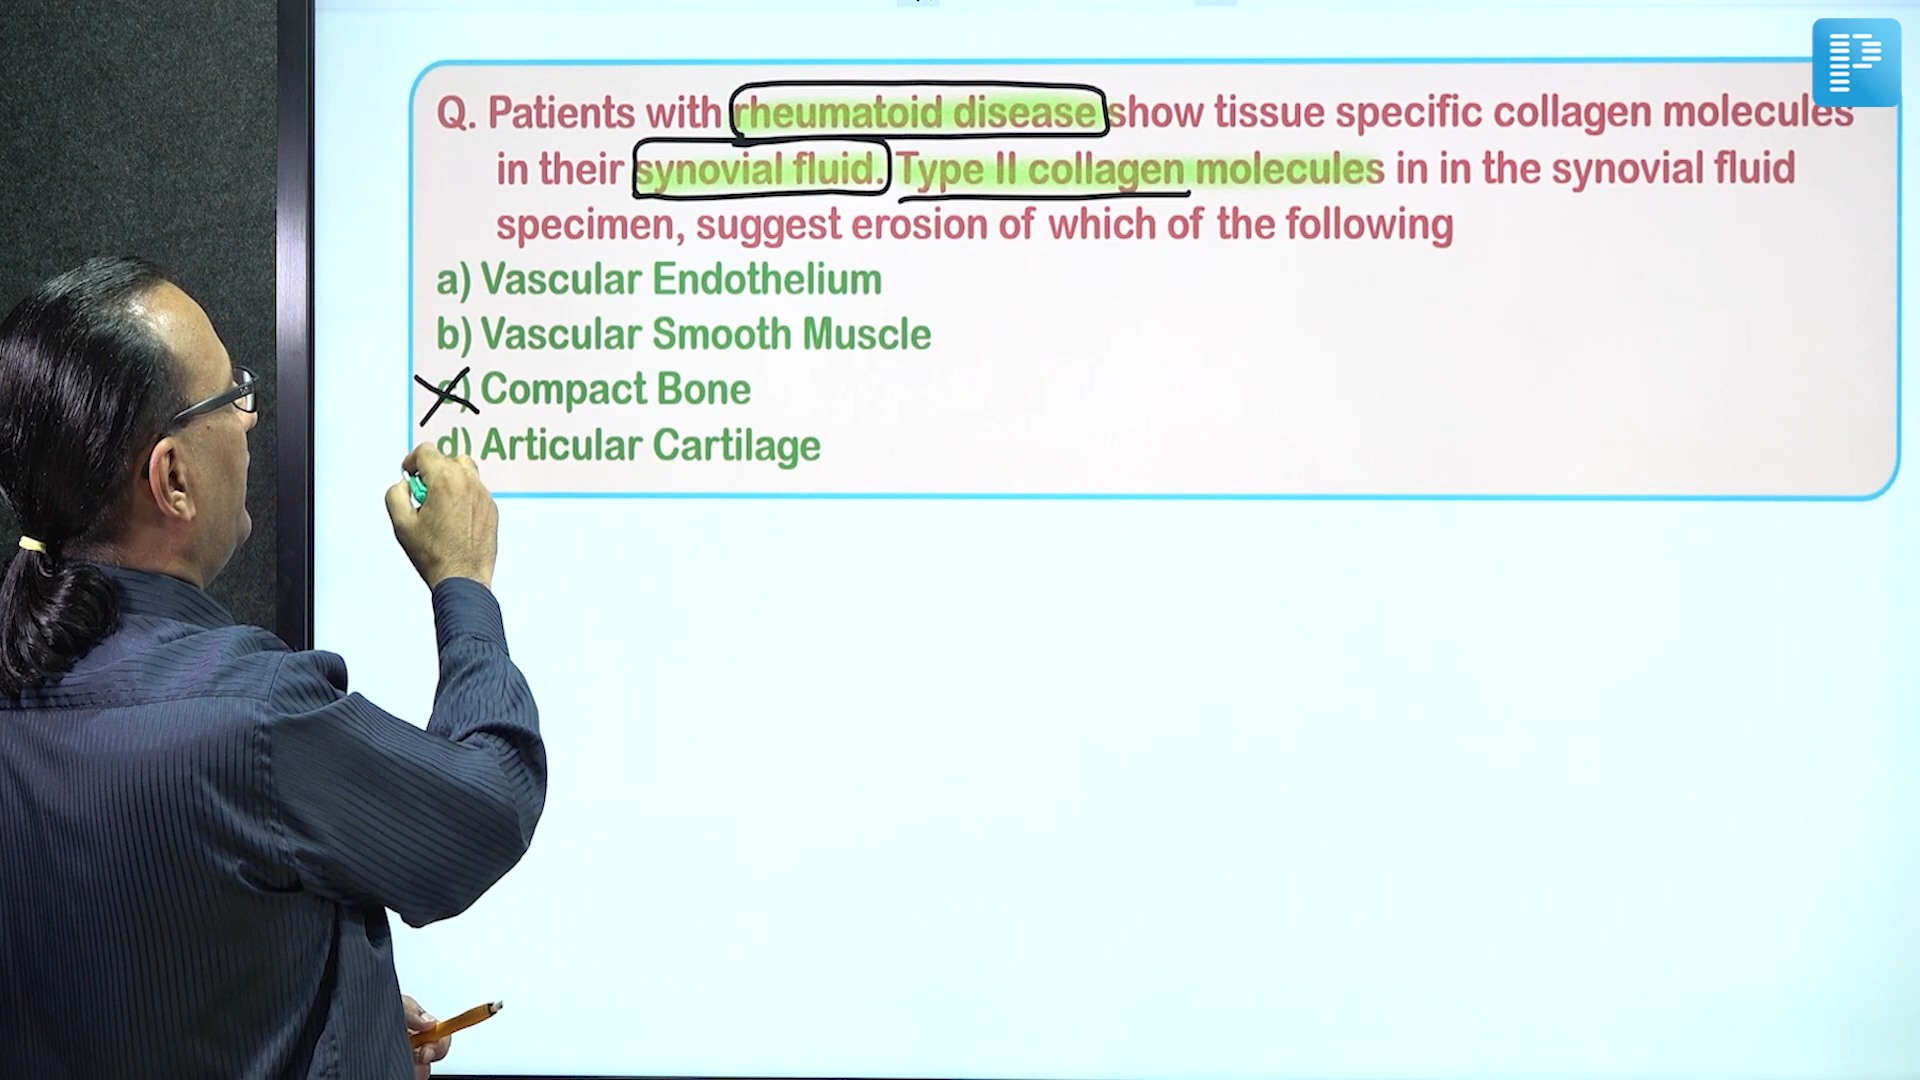 Q. Patients with rheumatoid disease show tissue specific collagen molecules
in their synovial fluid. Type II collagen molecules in in the synovial fluid
specimen, suggest erosion of which of the following
a) Vascular Endothelium
b) Vascular Smooth Muscle
c) Compact Bone
d) Articular Cartilage